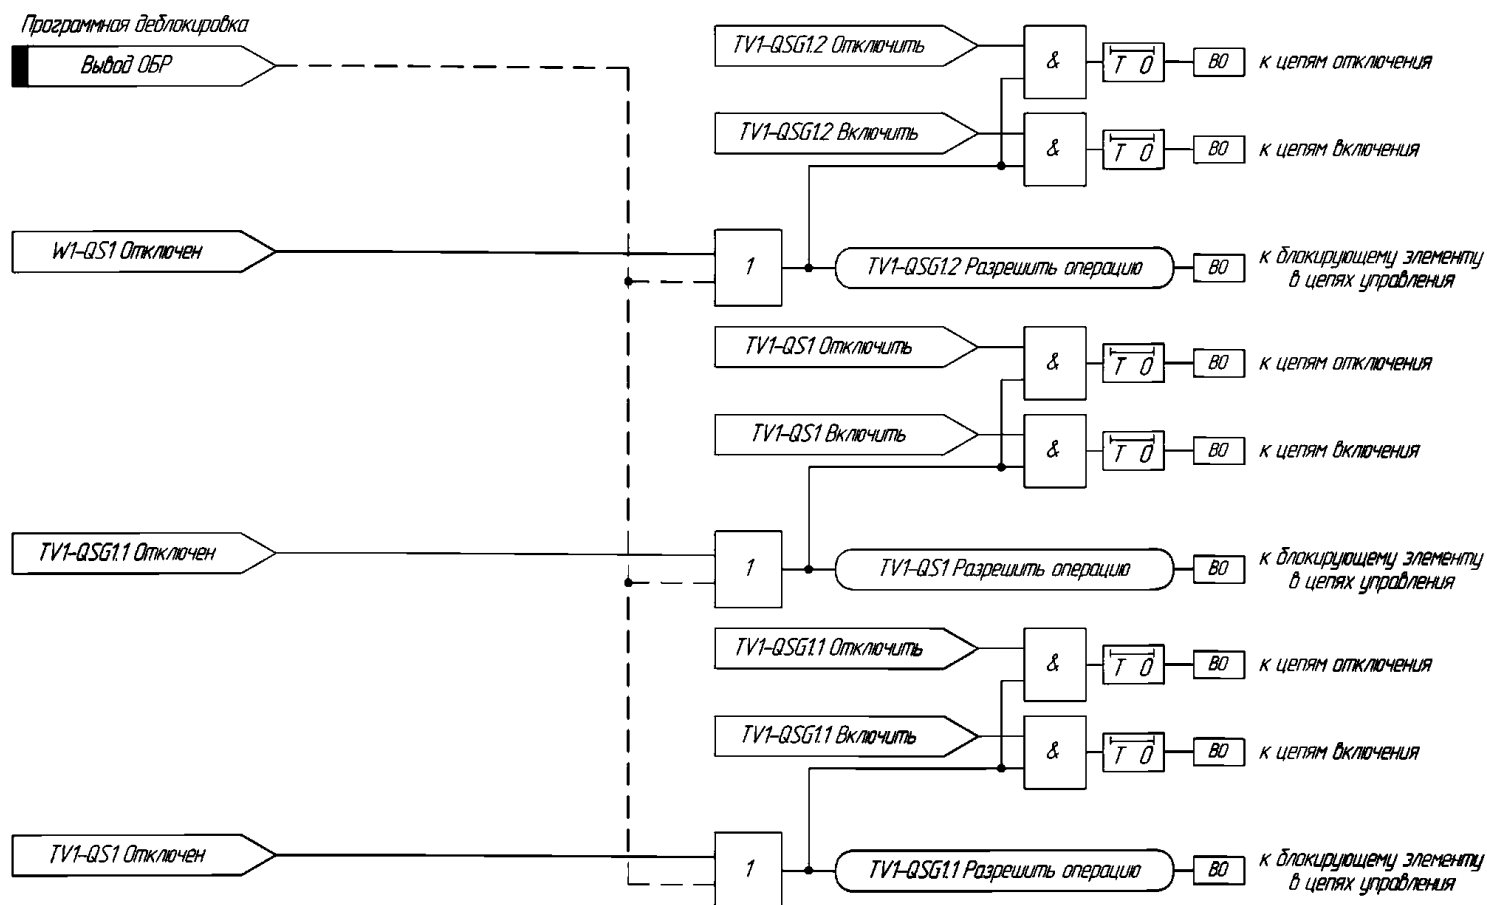 Программная деблокировка
Вывод ОБР
TV1-QSG1.2 Отключить
&
T 0
ВО
к цепям отключения
TV1-QSG1.2 Включить
&
T 0
ВО
к цепям включения
W1-QS1 Отключен
1
TV1-QSG1.2 Разрешить операцию
ВО
к блокирующему элементу
в цепях управления
TV1-QS1 Отключить
&
T 0
ВО
к цепям отключения
TV1-QS1 Включить
&
T 0
ВО
к цепям включения
TV1-QSG1.1 Отключен
1
TV1-QS1 Разрешить операцию
ВО
к блокирующему элементу
в цепях управления
TV1-QSG1.1 Отключить
&
T 0
ВО
к цепям отключения
TV1-QSG1.1 Включить
&
T 0
ВО
к цепям включения
TV1-QS1 Отключен
1
TV1-QSG1.1 Разрешить операцию
ВО
к блокирующему элементу
в цепях управления